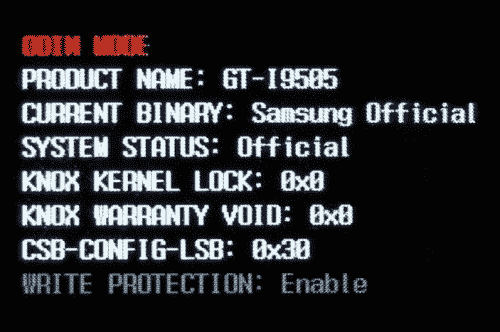 ODIN MODE
PRODUCT NAME: GT-I9505
CURRENT BINARY: Samsung Official
SYSTEM STATUS: Official
KNOX KERNEL LOCK: 0x0
KNOX WARRANTY VOID: 0x0
CSB-CONFIG-LSB: 0x30
WRITE PROTECTION: Enable